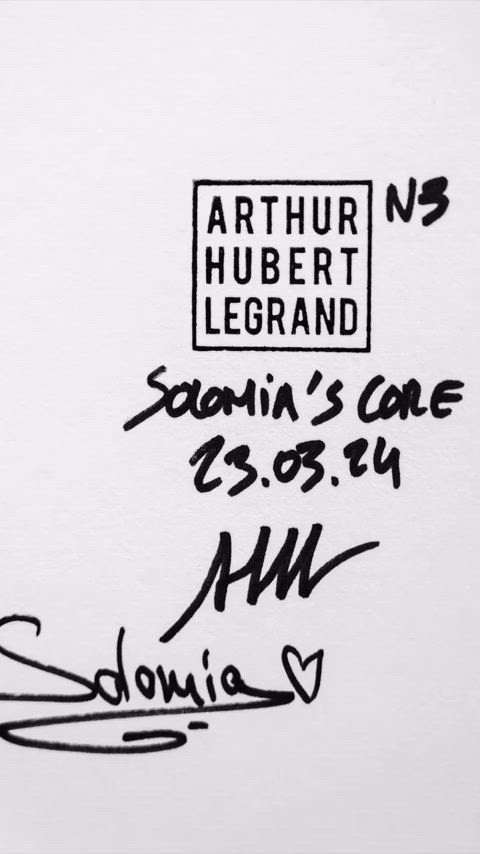 ARTHUR
HUBERT
LEGRAND
N3
SOLOMIA'S CORE
23.03.24
Solomia